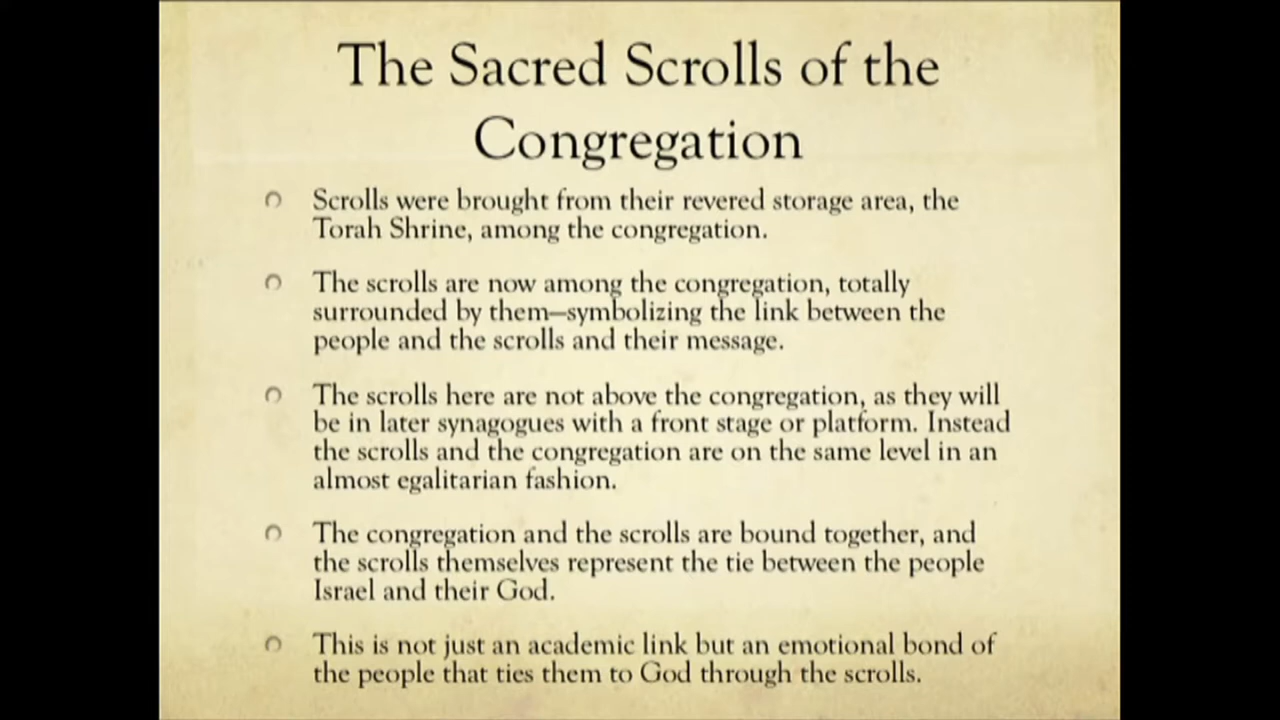 The Sacred Scrolls of the
Congregation
Scrolls were brought from their revered storage area, the
Torah Shrine, among the congregation.
The scrolls are now among the congregation, totally
surrounded by them—symbolizing the link between the
people and the scrolls and their message.
The scrolls here are not above the congregation, as they will
be in later synagogues with a front stage or platform. Instead
the scrolls and the congregation are on the same level in an
almost egalitarian fashion.
The congregation and the scrolls are bound together, and
the scrolls themselves represent the tie between the people
Israel and their God.
This is not just an academic link but an emotional bond of
the people that ties them to God through the scrolls.